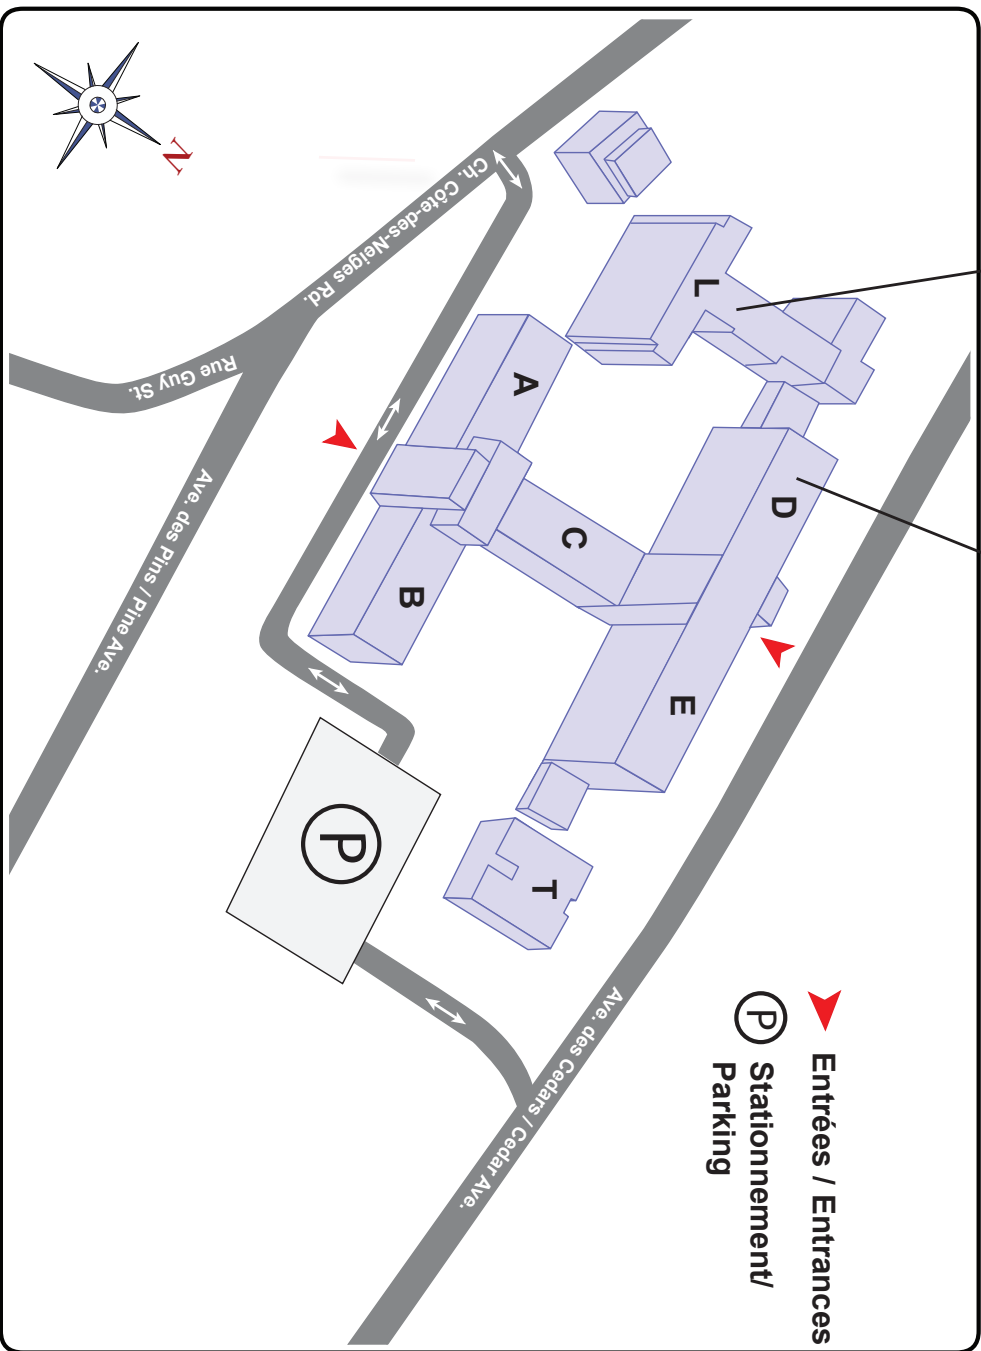 N
Ch. Côte-des-Neiges Rd.
Rue Guy St.
Ave. des Pins / Pine Ave.
L
A
D
C
B
E
T
P
Ave. des Cedars / Cedar Ave.
Entrées / Entrances
P
Stationnement/
Parking